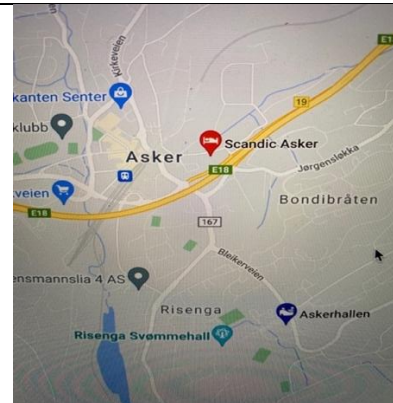 Kirkeveien
E1
kanten Senter
19
klubb
Scandic Asker
Asker
E18
Jørgensløkka
veien
Bondibråten
E18
167
Bleikerveien
ensmannslia 4 AS
Risenga
Askerhallen
Risenga Svømmehall